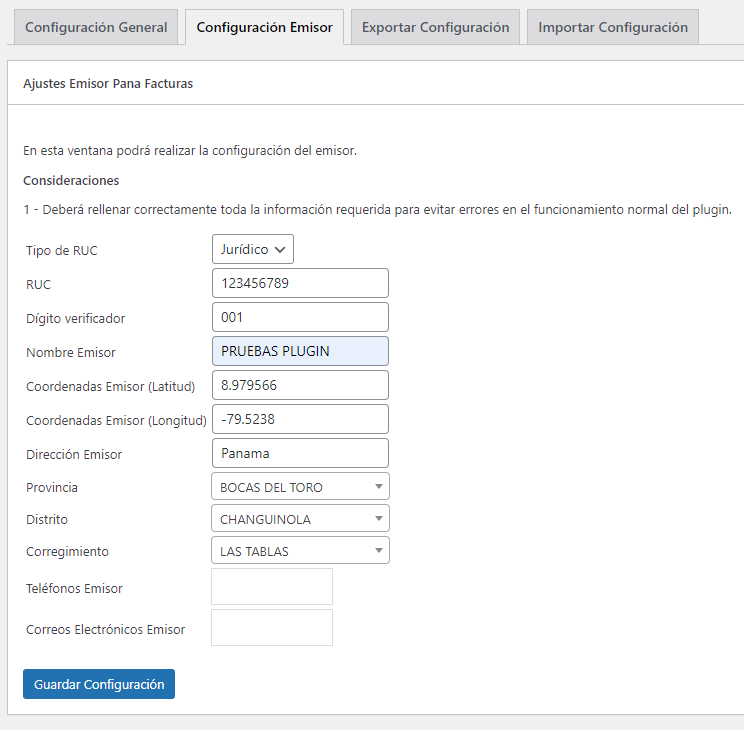 Configuración General
Configuración Emisor
Exportar Configuración
Importar Configuración
Ajustes Emisor Pana Facturas
En esta ventana podrá realizar la configuración del emisor.
Consideraciones
1 - Deberá rellenar correctamente toda la información requerida para evitar errores en el funcionamiento normal del plugin.
Tipo de RUC Jurídico
RUC 123456789
Dígito verificador 001
Nombre Emisor PRUEBAS PLUGIN
Coordenadas Emisor (Latitud) 8.979566
Coordenadas Emisor (Longitud) -79.5238
Dirección Emisor Panama
Provincia BOCAS DEL TORO
Distrito CHANGUINOLA
Corregimiento LAS TABLAS
Teléfonos Emisor
Correos Electrónicos Emisor
Guardar Configuración